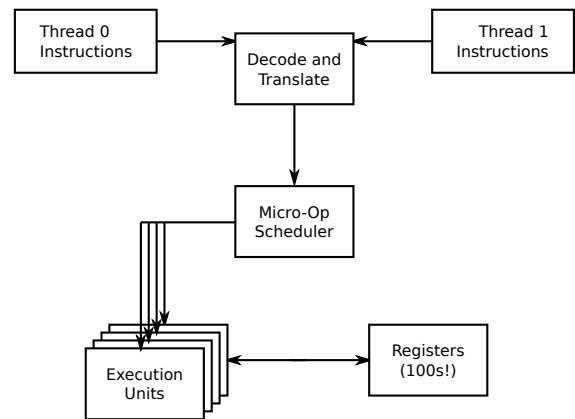 Thread 0
Instructions
Thread 1
Instructions
Decode and
Translate
Micro-Op
Scheduler
Execution
Units
Registers
(100s!)